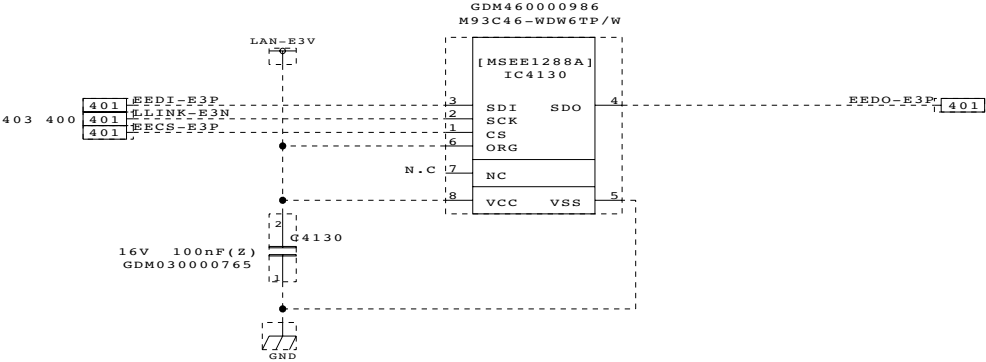 GDM460000986
M93C46-WDW6TP/W
LAN-E3V
[MSEE1288A]
IC4130
401 EEDI-E3P 3 SDI SDO 4 EEDO-E3P 401
403 400 401 LLINK-E3N 2 SCK
401 EECS-E3P 1 CS
6 ORG
N.C 7 NC
8 VCC VSS 5
2
C4130
16V 100nF(Z)
GDM030000765
1
GND